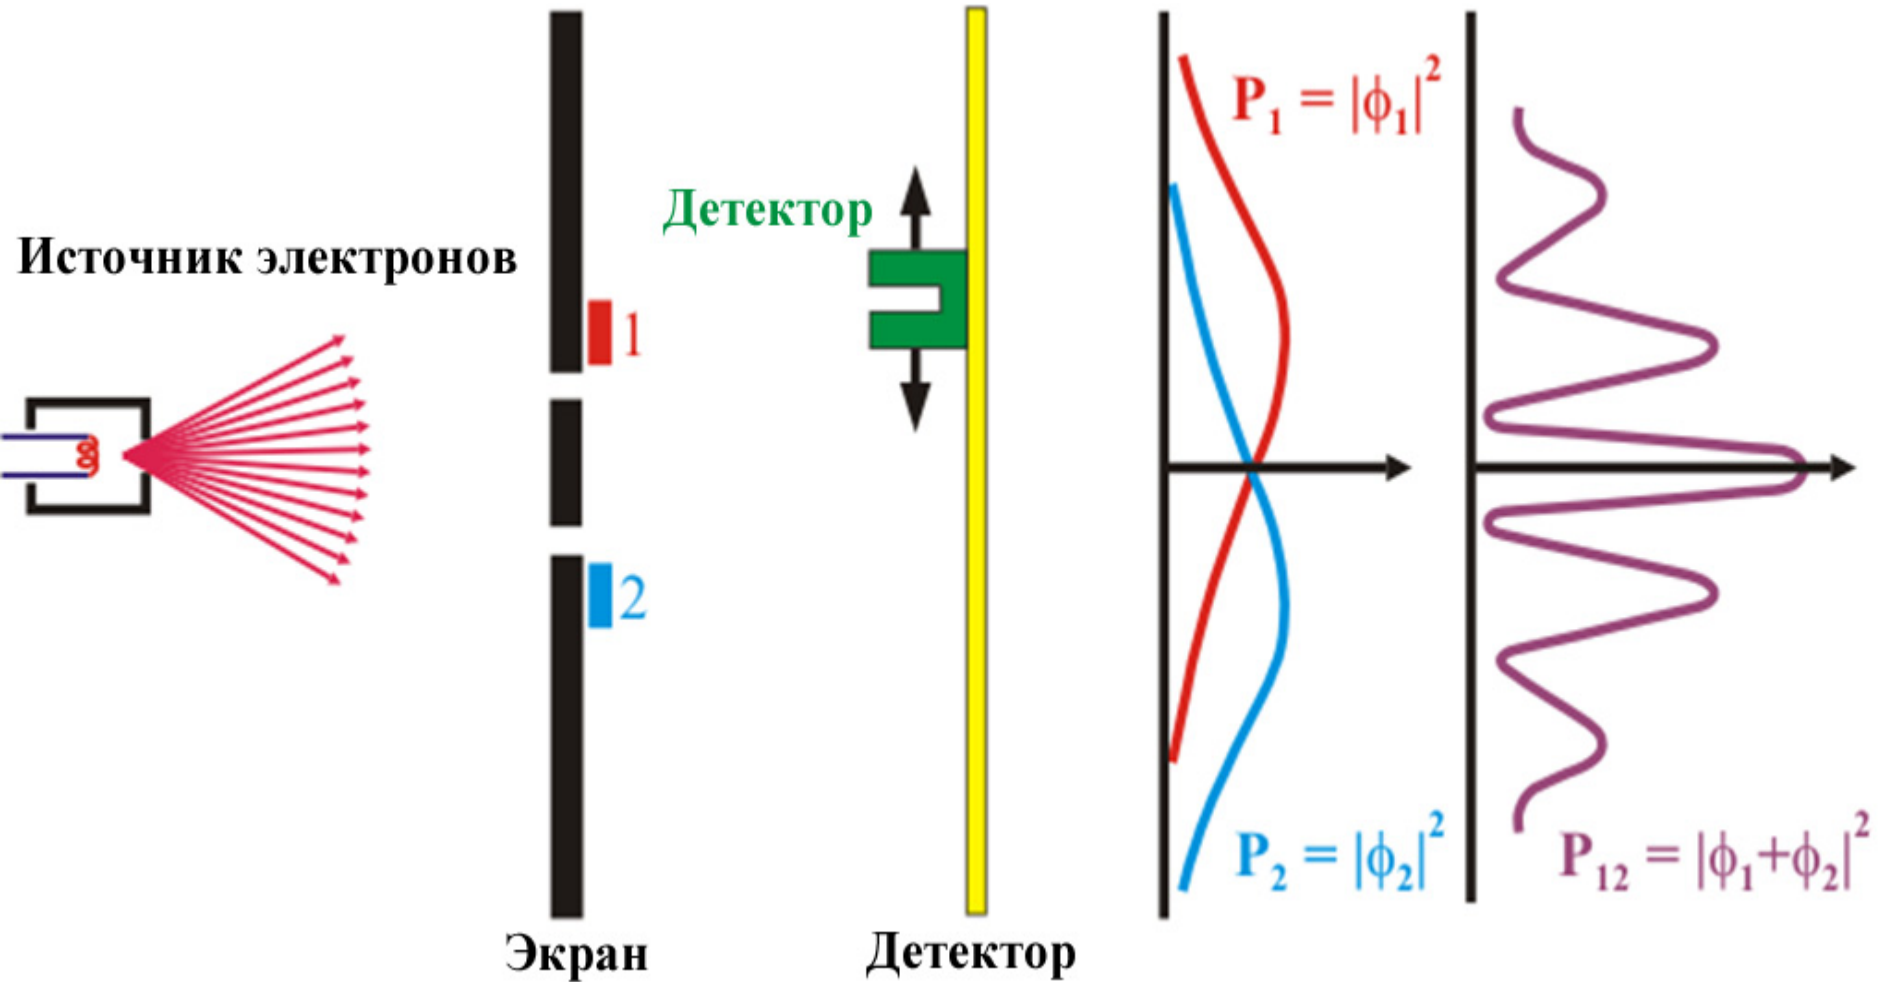 Источник электронов
1
2
Экран
Детектор
Детектор
P₁ = |ϕ₁|²
P₂ = |ϕ₂|²
P₁₂ = |ϕ₁+ϕ₂|²